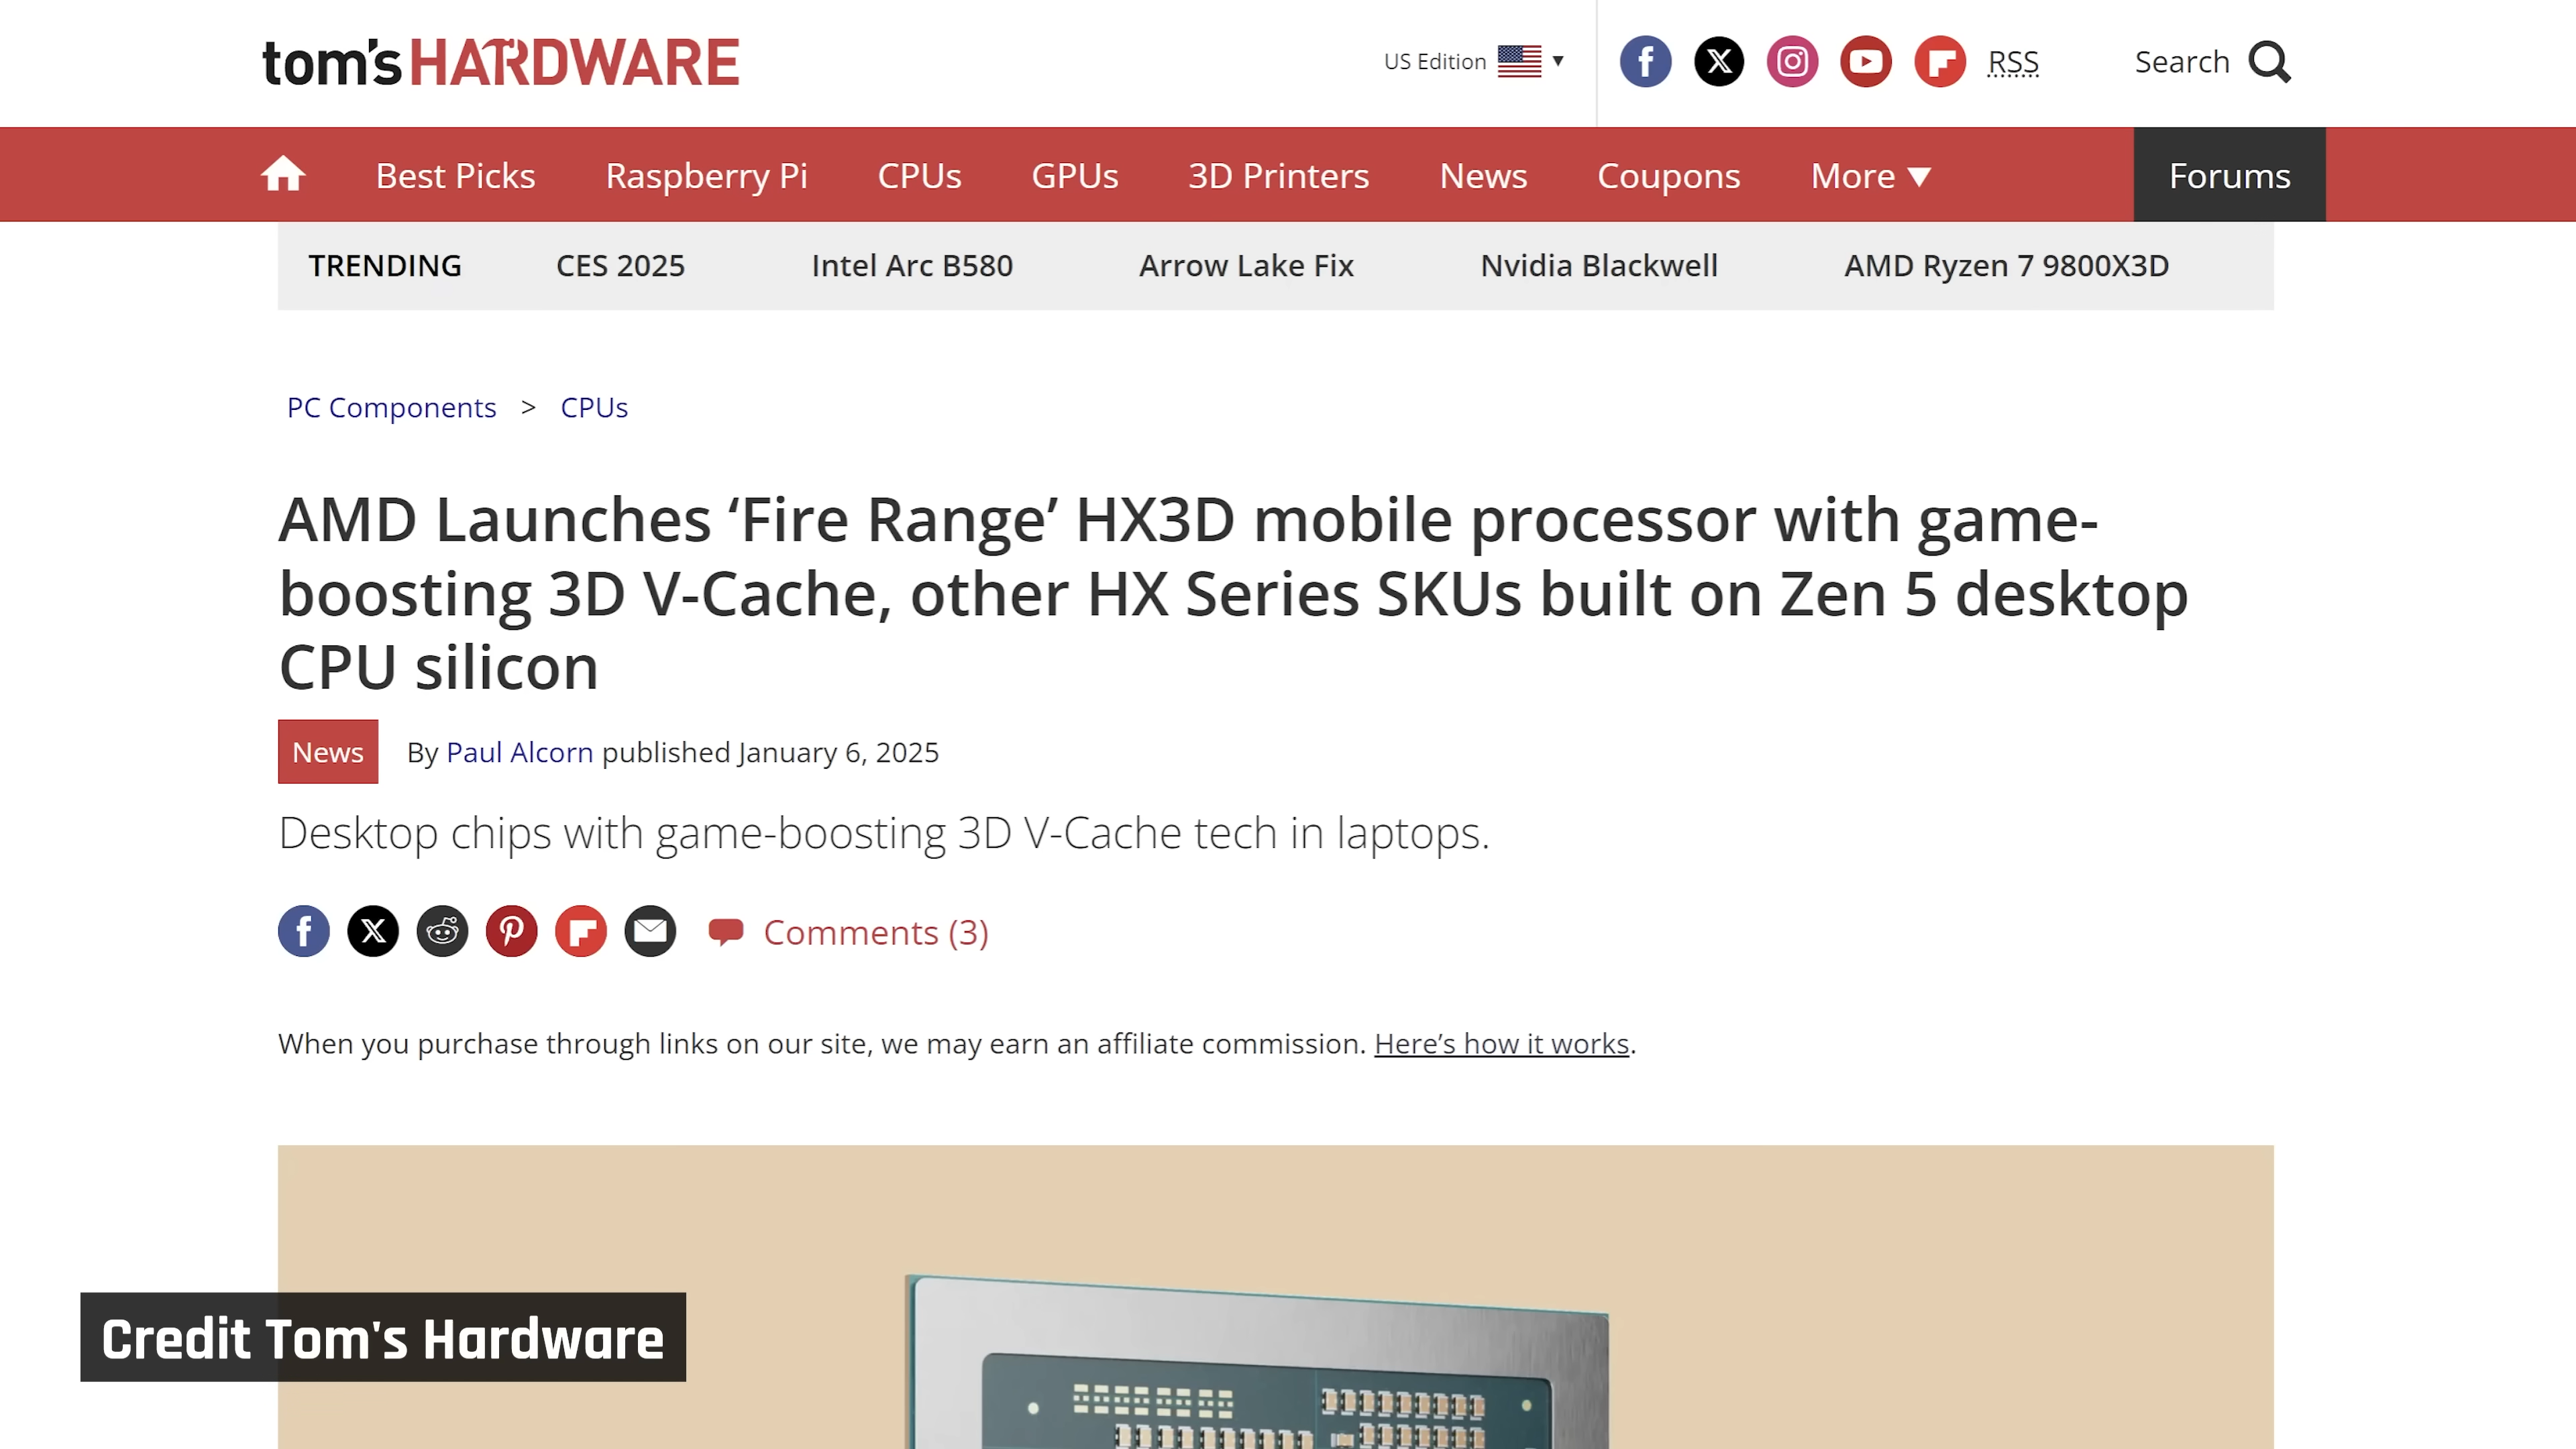 tom's HARDWARE
US Edition
RSS
Search
Best Picks
Raspberry Pi
CPUs
GPUs
3D Printers
News
Coupons
More
Forums
TRENDING
CES 2025
Intel Arc B580
Arrow Lake Fix
Nvidia Blackwell
AMD Ryzen 7 9800X3D
PC Components > CPUs
AMD Launches ‘Fire Range’ HX3D mobile processor with game-
boosting 3D V-Cache, other HX Series SKUs built on Zen 5 desktop
CPU silicon
News
By Paul Alcorn published January 6, 2025
Desktop chips with game-boosting 3D V-Cache tech in laptops.
Comments (3)
When you purchase through links on our site, we may earn an affiliate commission. Here’s how it works.
Credit Tom's Hardware